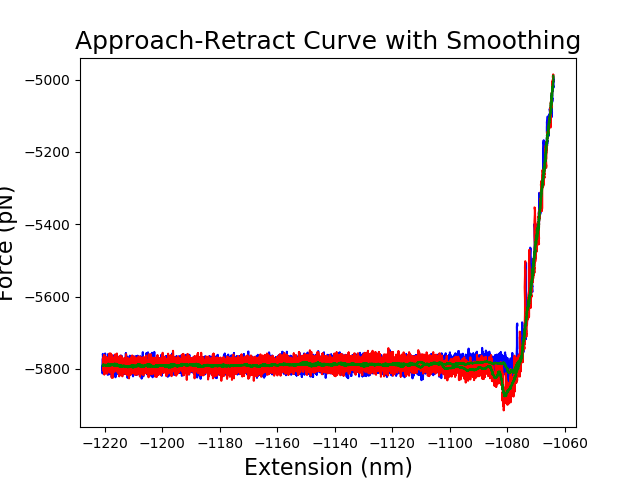 Approach-Retract Curve with Smoothing
Force (pN)
−5000
−5200
−5400
−5600
−5800
−1220 −1200 −1180 −1160 −1140 −1120 −1100 −1080 −1060
Extension (nm)